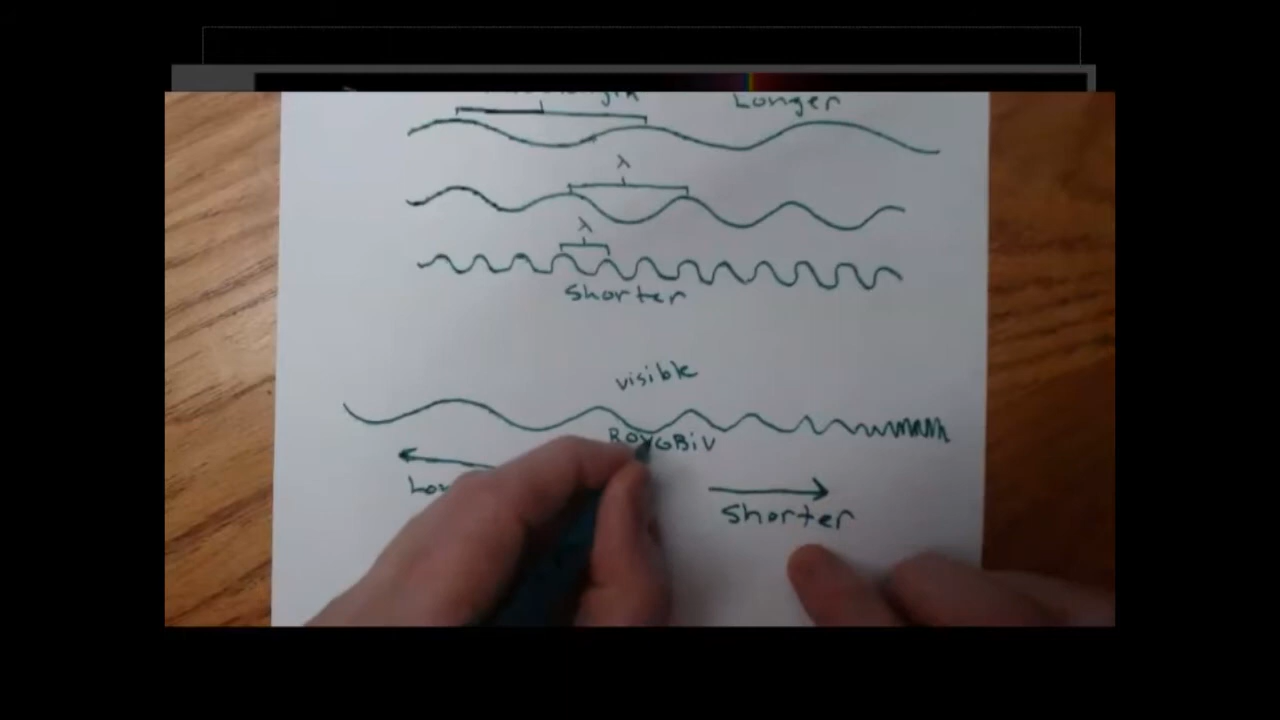 Longer
λ
λ
Shorter
visible
ROYGBiV
Shorter